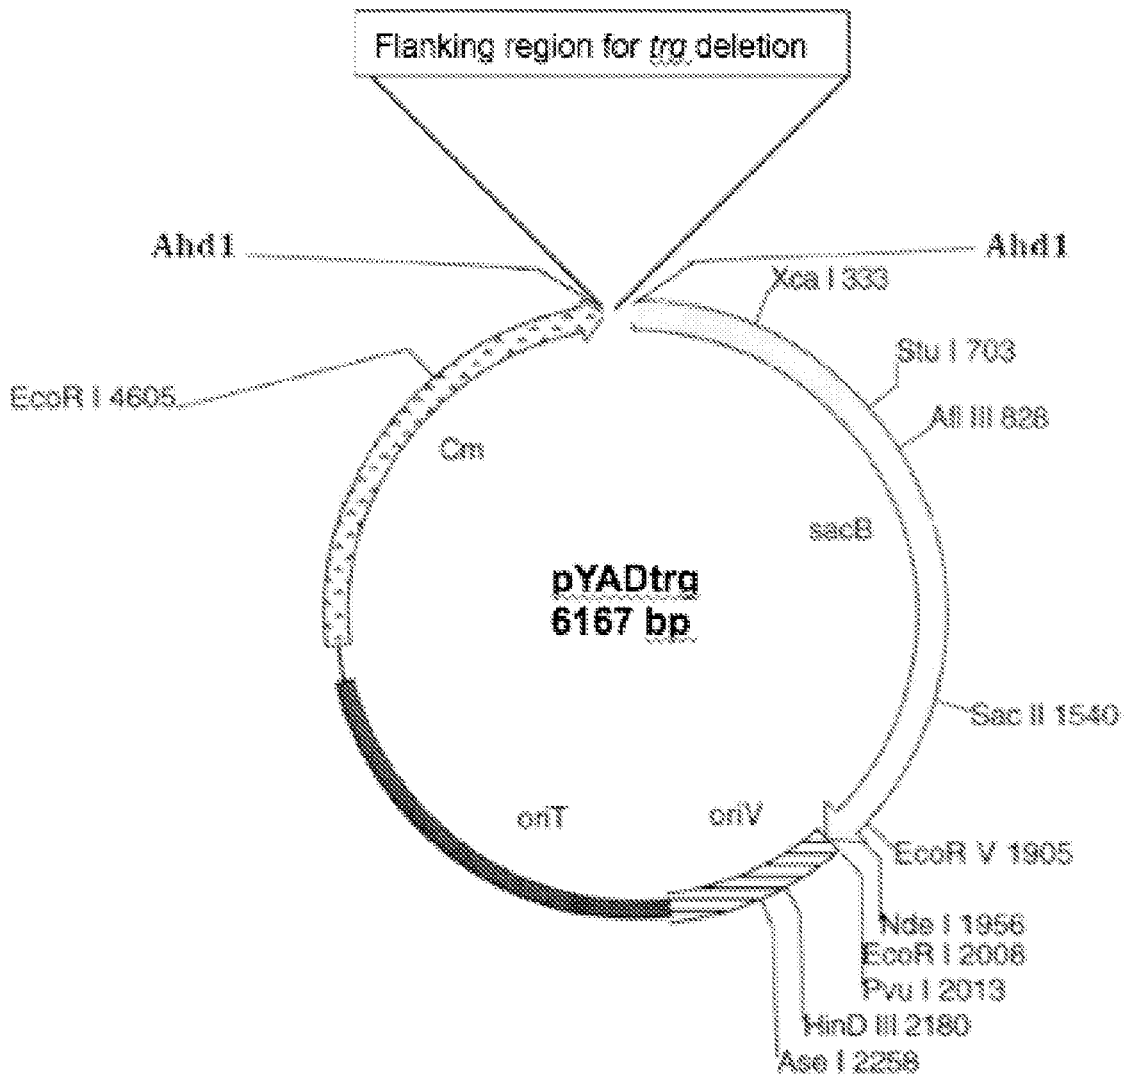 Flanking region for trg deletion
Ahd1
Ahd1
Xca I 333
Stu I 703
EcoR I 4605
Afl III 828
Cm
sacB
pYADtrg
6167 bp
Sac II 1540
oriT
oriV
EcoR V 1905
Nde I 1956
EcoR I 2008
Pvu I 2013
HinD III 2180
Ase I 2258